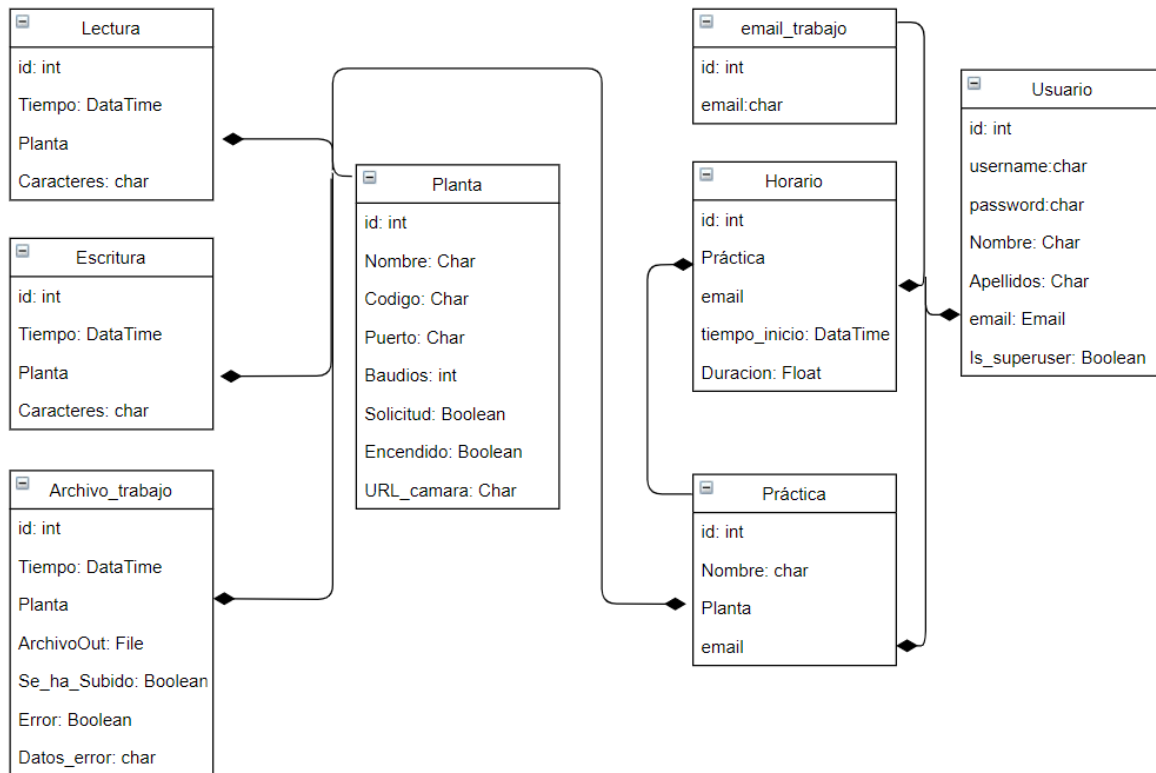 Lectura
id: int
Tiempo: DataTime
Planta
Caracteres: char
Escritura
id: int
Tiempo: DataTime
Planta
Caracteres: char
Archivo_trabajo
id: int
Tiempo: DataTime
Planta
ArchivoOut: File
Se_ha_Subido: Boolean
Error: Boolean
Datos_error: char
Planta
id: int
Nombre: Char
Codigo: Char
Puerto: Char
Baudios: int
Solicitud: Boolean
Encendido: Boolean
URL_camara: Char
email_trabajo
id: int
email:char
Horario
id: int
Práctica
email
tiempo_inicio: DataTime
Duracion: Float
Práctica
id: int
Nombre: char
Planta
email
Usuario
id: int
username:char
password:char
Nombre: Char
Apellidos: Char
email: Email
Is_superuser: Boolean